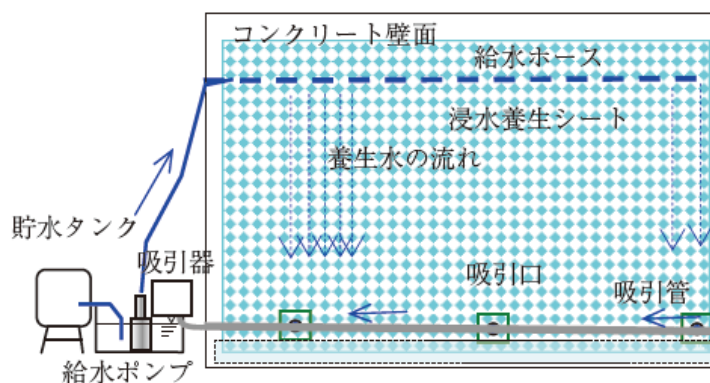 コンクリート壁面
給水ホース
浸水養生シート
養生水の流れ
貯水タンク
吸引器
吸引口
吸引管
給水ポンプ